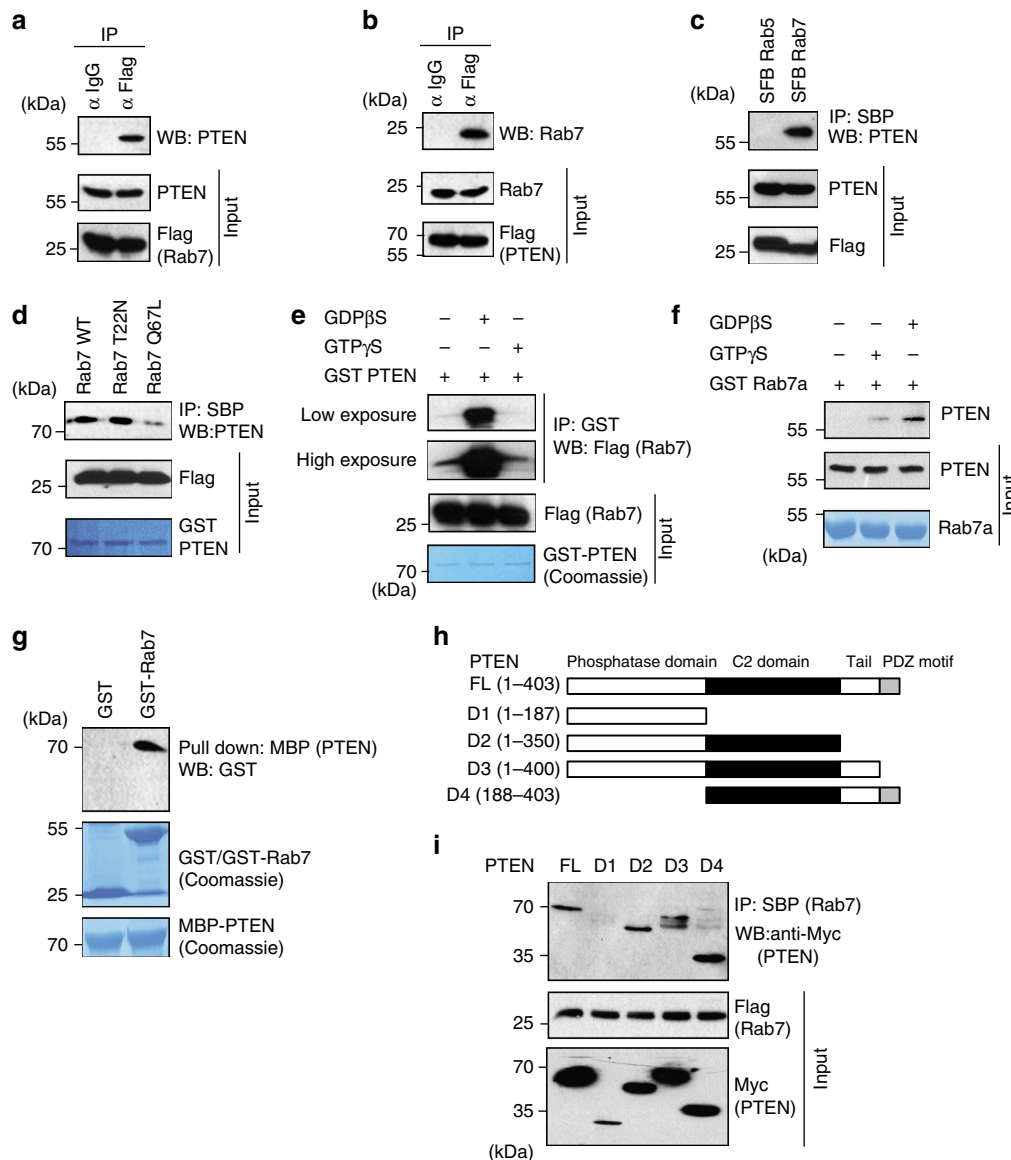 a
IP
(kDa)
α IgG
α Flag
55
WB: PTEN
55
PTEN
25
Flag
(Rab7)
Input
b
IP
(kDa)
α IgG
α Flag
25
WB: Rab7
25
Rab7
70
55
Flag
(PTEN)
Input
c
(kDa)
SFB Rab5
SFB Rab7
55
IP: SBP
WB: PTEN
55
PTEN
25
Flag
Input
d
(kDa)
Rab7 WT
Rab7 T22N
Rab7 Q67L
70
IP: SBP
WB:PTEN
25
Flag
70
GST
PTEN
Input
e
GDPβS – + –
GTPγS – – +
GST PTEN + + +
Low exposure
High exposure
IP: GST
WB: Flag (Rab7)
25
Flag (Rab7)
70
GST-PTEN
(Coomassie)
(kDa)
Input
f
GDPβS – – +
GTPγS – + –
GST Rab7a + + +
55
PTEN
55
PTEN
55
Rab7a
(kDa)
Input
g
(kDa)
GST
GST-Rab7
70
Pull down: MBP (PTEN)
WB: GST
55
25
GST/GST-Rab7
(Coomassie)
70
MBP-PTEN
(Coomassie)
h
PTEN
Phosphatase domain C2 domain Tail PDZ motif
FL (1–403)
D1 (1–187)
D2 (1–350)
D3 (1–400)
D4 (188–403)
i
PTEN FL D1 D2 D3 D4
70
35
IP: SBP (Rab7)
WB:anti-Myc
(PTEN)
25
Flag
(Rab7)
70
35
Myc
(PTEN)
(kDa)
Input